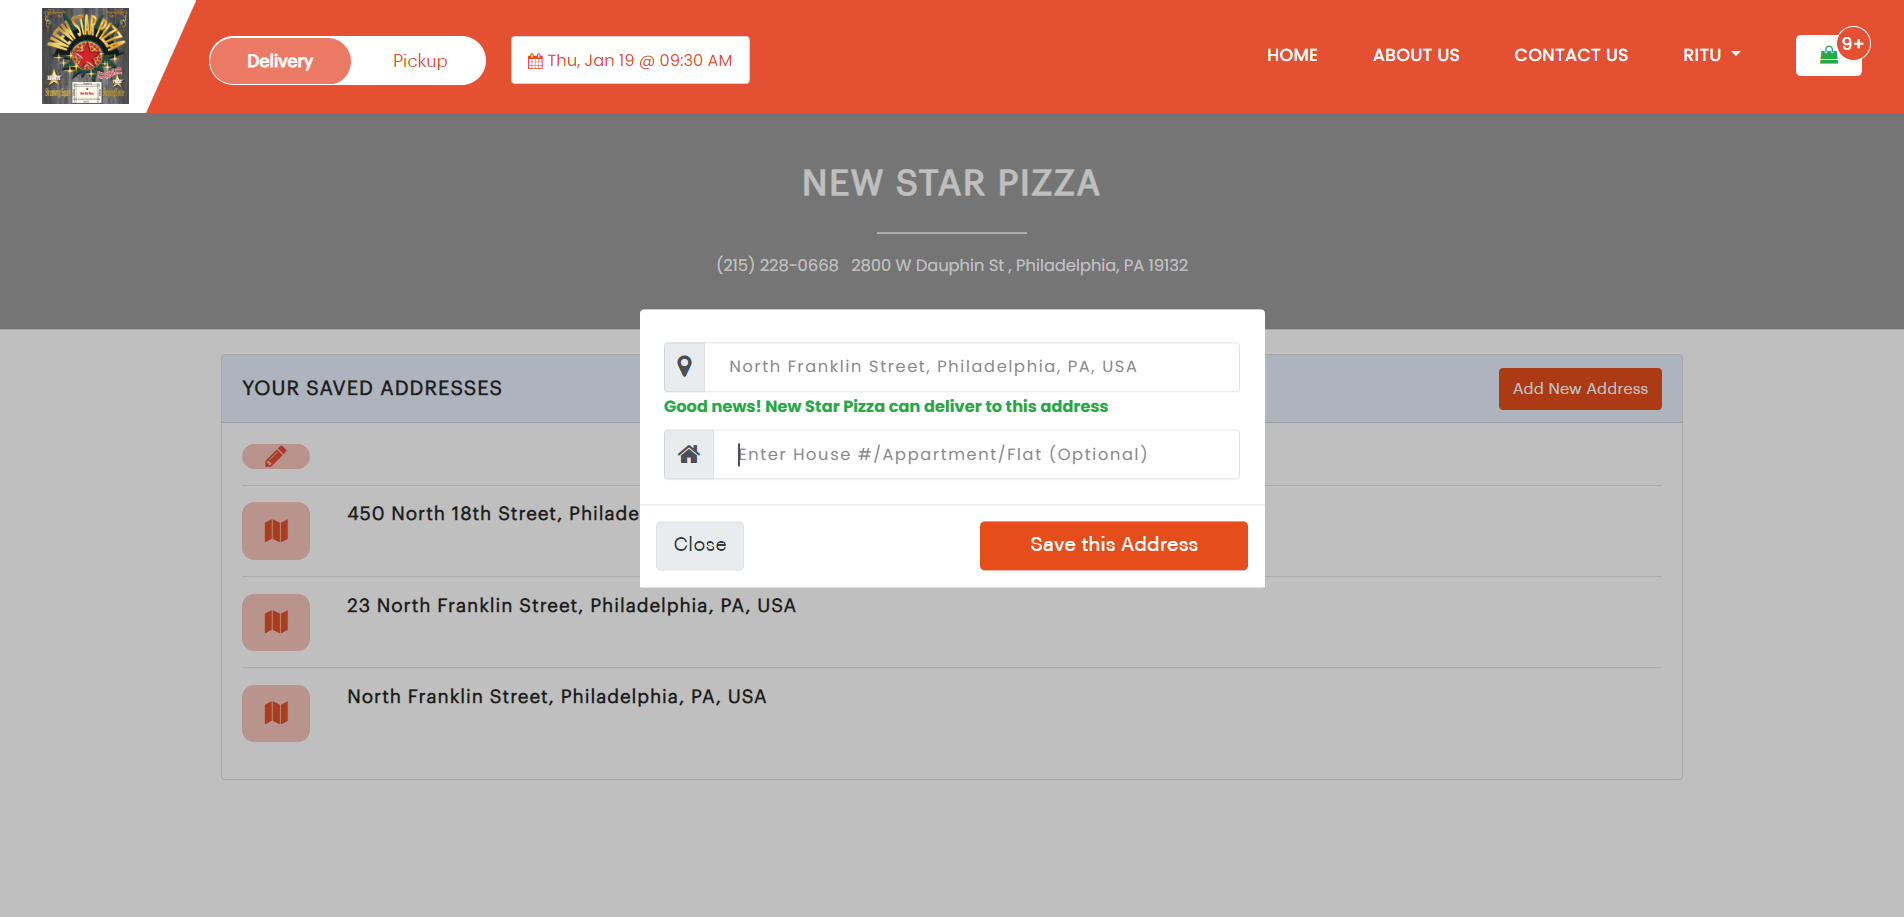 NEW STAR PIZZA
Delivery
Pickup
Thu, Jan 19 @ 09:30 AM
HOME
ABOUT US
CONTACT US
RITU
9+
NEW STAR PIZZA
(215) 228-0668 2800 W Dauphin St , Philadelphia, PA 19132
North Franklin Street, Philadelphia, PA, USA
Good news! New Star Pizza can deliver to this address
Enter House #/Appartment/Flat (Optional)
Close
Save this Address
YOUR SAVED ADDRESSES
Add New Address
450 North 18th Street, Philade
23 North Franklin Street, Philadelphia, PA, USA
North Franklin Street, Philadelphia, PA, USA